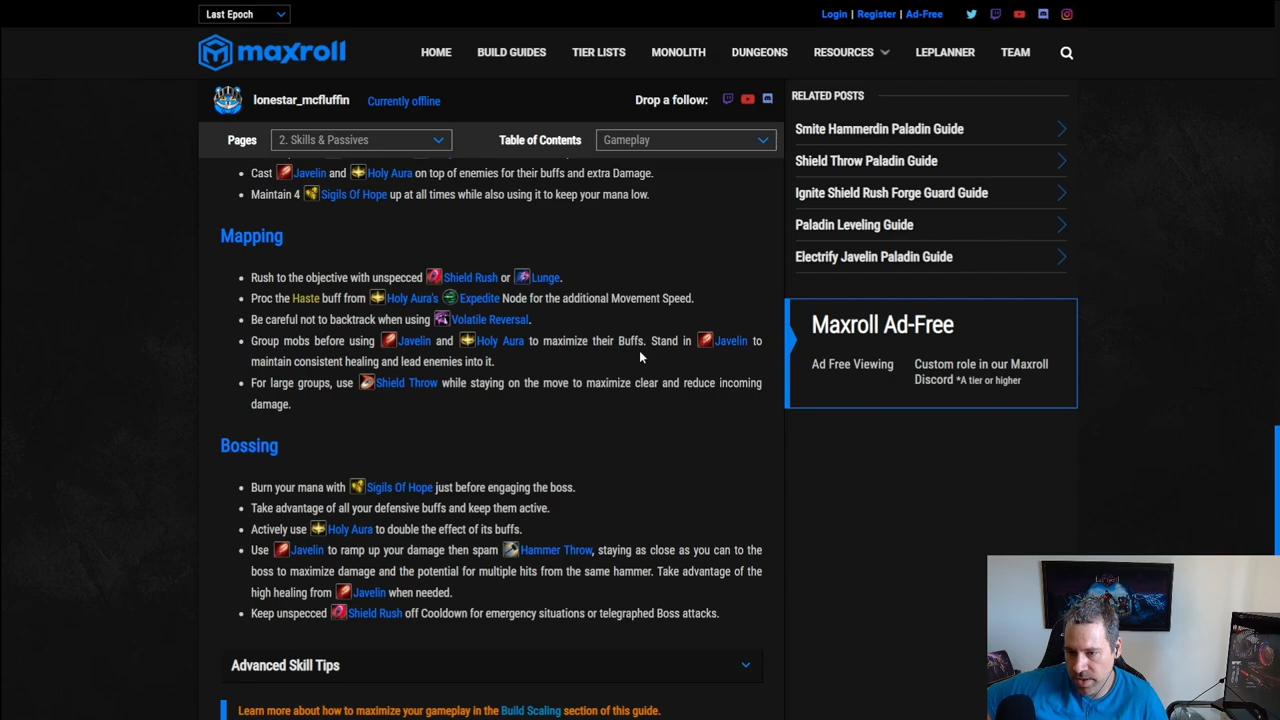 Last Epoch
Login | Register | Ad-Free
maxroll
HOME BUILD GUIDES TIER LISTS MONOLITH DUNGEONS RESOURCES LEPLANNER TEAM
lonestar_mcfluffin Currently offline Drop a follow:
Pages 2. Skills & Passives Table of Contents Gameplay
Cast Javelin and Holy Aura on top of enemies for their buffs and extra Damage.
Maintain 4 Sigils Of Hope up at all times while also using it to keep your mana low.
Mapping
Rush to the objective with unspecced Shield Rush or Lunge.
Proc the Haste buff from Holy Aura's Expedite Node for the additional Movement Speed.
Be careful not to backtrack when using Volatile Reversal.
Group mobs before using Javelin and Holy Aura to maximize their Buffs. Stand in Javelin to
maintain consistent healing and lead enemies into it.
For large groups, use Shield Throw while staying on the move to maximize clear and reduce incoming
damage.
Bossing
Burn your mana with Sigils Of Hope just before engaging the boss.
Take advantage of all your defensive buffs and keep them active.
Actively use Holy Aura to double the effect of its buffs.
Use Javelin to ramp up your damage then spam Hammer Throw, staying as close as you can to the
boss to maximize damage and the potential for multiple hits from the same hammer. Take advantage of the
high healing from Javelin when needed.
Keep unspecced Shield Rush off Cooldown for emergency situations or telegraphed Boss attacks.
Advanced Skill Tips
Learn more about how to maximize your gameplay in the Build Scaling section of this guide.
RELATED POSTS
Smite Hammerdin Paladin Guide
Shield Throw Paladin Guide
Ignite Shield Rush Forge Guard Guide
Paladin Leveling Guide
Electrify Javelin Paladin Guide
Maxroll Ad-Free
Ad Free Viewing
Custom role in our Maxroll
Discord *A tier or higher